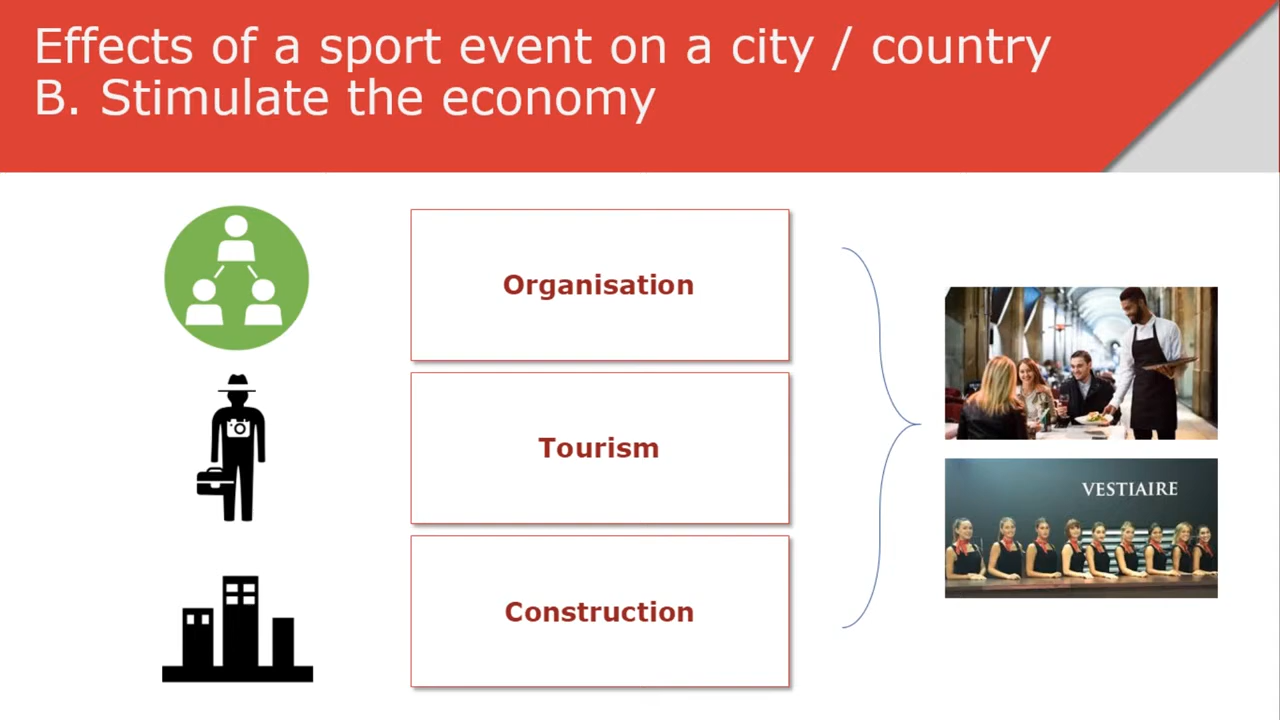 Effects of a sport event on a city / country
B. Stimulate the economy
Organisation
Tourism
Construction
VESTIAIRE